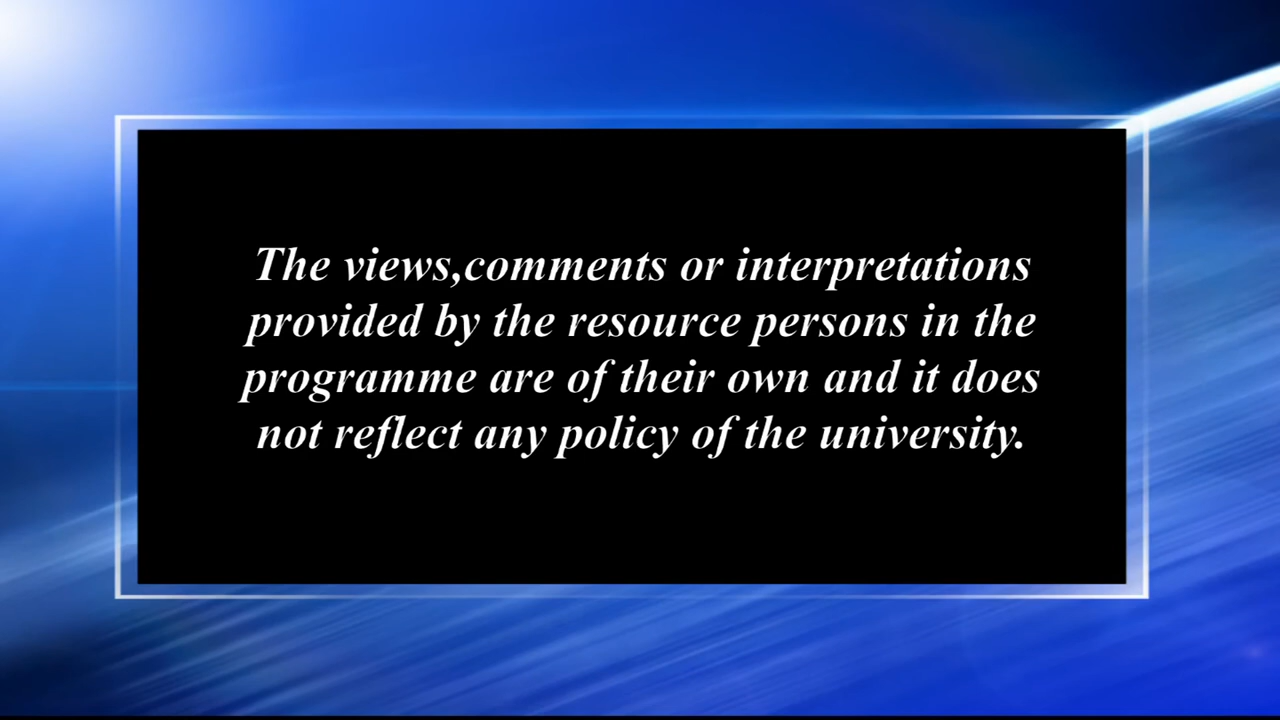 The views,comments or interpretations
provided by the resource persons in the
programme are of their own and it does
not reflect any policy of the university.